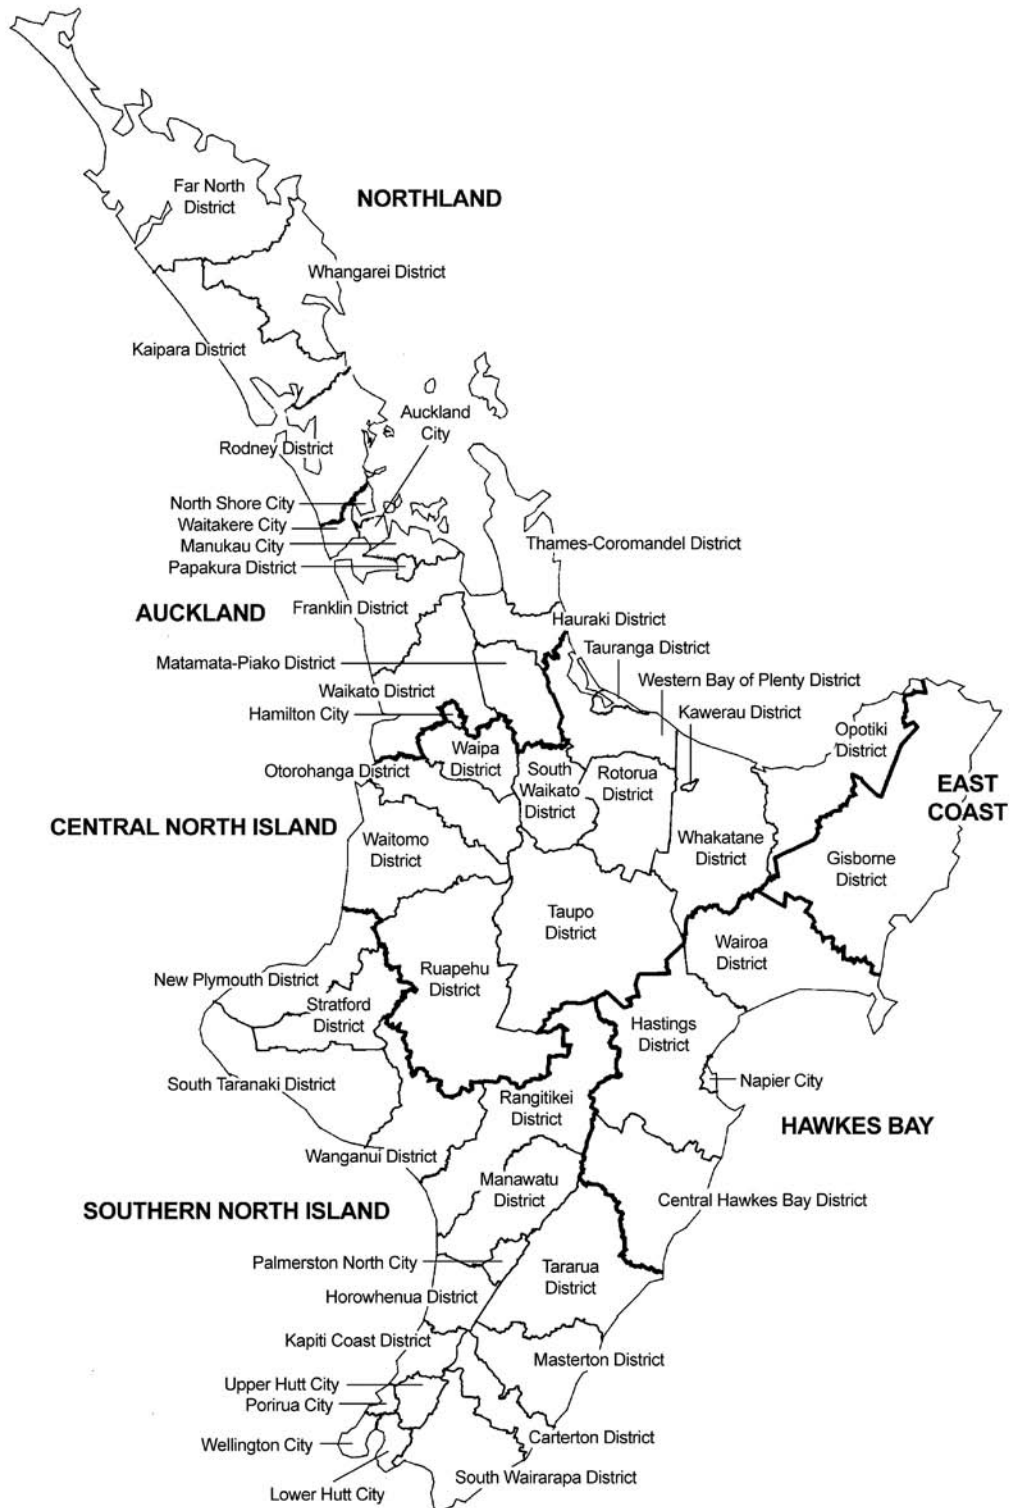 Far North
District
NORTHLAND
Whangarei District
Kaipara District
Auckland
City
Rodney District
North Shore City
Waitakere City
Manukau City
Papakura District
Thames-Coromandel District
Franklin District
AUCKLAND
Hauraki District
Tauranga District
Matamata-Piako District
Western Bay of Plenty District
Waikato District
Hamilton City
Kawerau District
Opotiki
District
Waipa
District
Otorohanga District
South
Waikato
District
Rotorua
District
EAST
COAST
CENTRAL NORTH ISLAND
Waitomo
District
Whakatane
District
Gisborne
District
Taupo
District
Wairoa
District
New Plymouth District
Ruapehu
District
Stratford
District
Hastings
District
South Taranaki District
Napier City
Rangitikei
District
HAWKES BAY
Wanganui District
Manawatu
District
Central Hawkes Bay District
SOUTHERN NORTH ISLAND
Palmerston North City
Tararua
District
Horowhenua District
Kapiti Coast District
Masterton District
Upper Hutt City
Porirua City
Wellington City
Carterton District
South Wairarapa District
Lower Hutt City